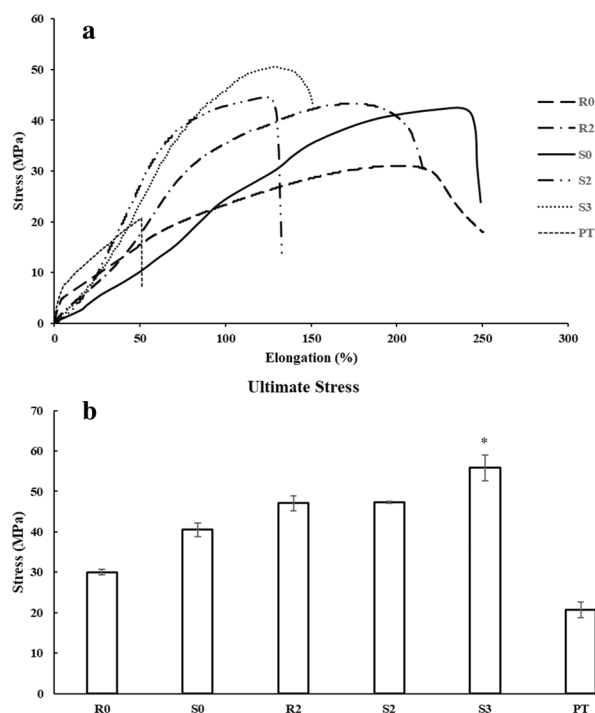 a
60
50
40
30
20
10
0
Stress (MPa)
0 50 100 150 200 250 300
Elongation (%)
R0
R2
S0
S2
S3
PT
Ultimate Stress
b
70
60
50
40
30
20
10
0
Stress (MPa)
*
R0 S0 R2 S2 S3 PT